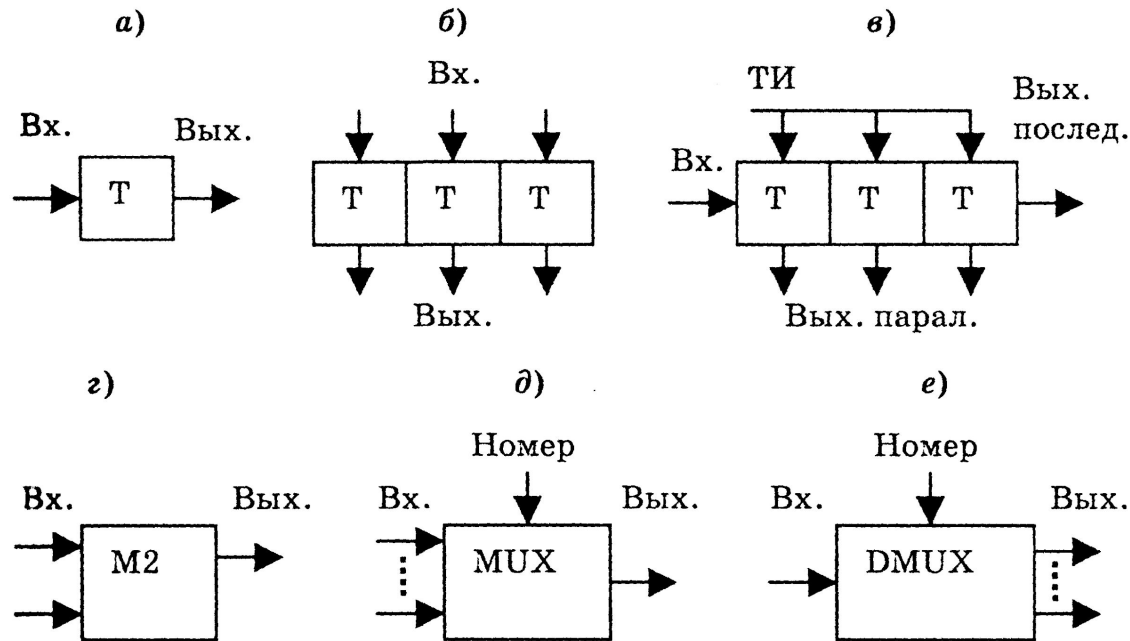 а) б) в)
Вх.
ТИ
Вых.
послед.
Вх. Вых.
Вх.
Т
Т Т Т
Т Т Т
Вых.
Вых. парал.
г) д) е)
Номер Номер
Вх. Вых. Вх. Вых. Вх. Вых.
М2 MUX DMUX